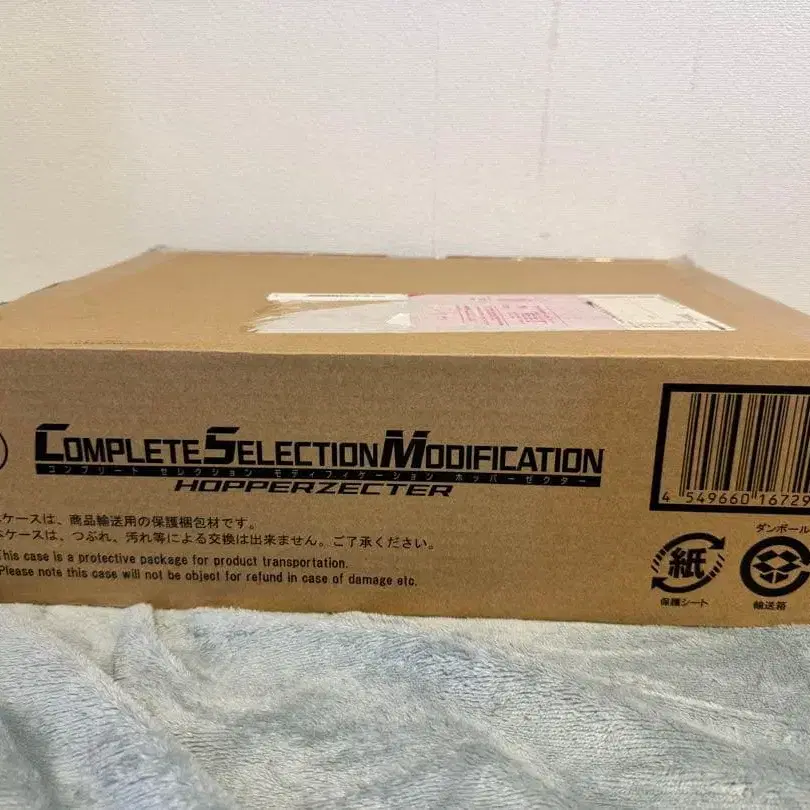 COMPLETE SELECTION MODIFICATION
コンプリート セレクション モディフィケーション ホッパーゼクター
HOPPERZECTER
ケースは、商品輸送用の保護梱包材です。
ケースは、つぶれ、汚れ等による交換は出来ません。ご了承ください。
This case is a protective package for product transportation.
Please note this case will not be object for refund in case of damage etc.
4 549660 16729
紙
保護シート
ダンボール
輸送箱